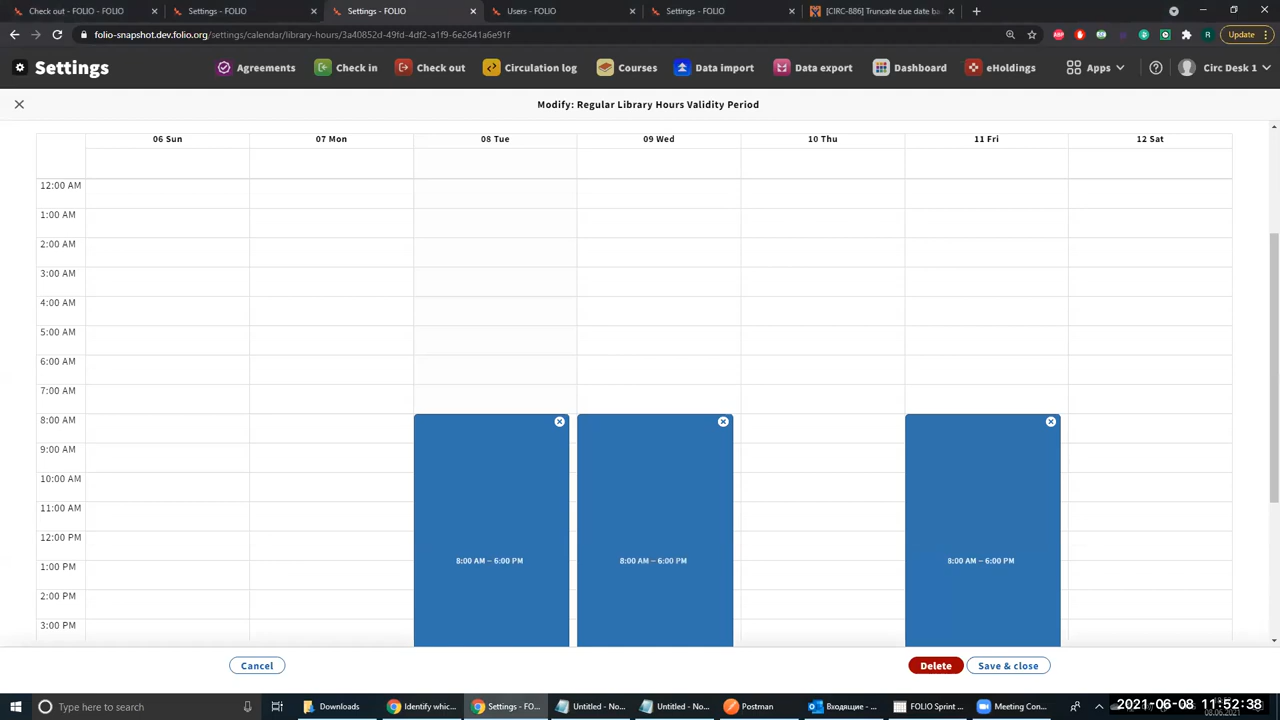 Check out - FOLIO
Settings - FOLIO
Settings - FOLIO
Users - FOLIO
Settings - FOLIO
[CIRC-886] Truncate due date ba
folio-snapshot.dev.folio.org/settings/calendar/library-hours/3a40852d-49fd-4df2-a1f9-6e2641a6e91f
ABP
R
Update
Settings
Agreements
Check in
Check out
Circulation log
Courses
Data import
Data export
Dashboard
eHoldings
Apps
Circ Desk 1
Modify: Regular Library Hours Validity Period
06 Sun 07 Mon 08 Tue 09 Wed 10 Thu 11 Fri 12 Sat
12:00 AM
1:00 AM
2:00 AM
3:00 AM
4:00 AM
5:00 AM
6:00 AM
7:00 AM
8:00 AM
9:00 AM
10:00 AM
11:00 AM
12:00 PM
8:00 AM – 6:00 PM 8:00 AM – 6:00 PM 8:00 AM – 6:00 PM
1:00 PM
2:00 PM
3:00 PM
Cancel
Delete
Save & close
Type here to search
Downloads
Identify whic...
Settings - FO...
Untitled - No...
Untitled - No...
Postman
Входящие - ...
FOLIO Sprint ...
Meeting Con...
2021-08-08 11:52:38